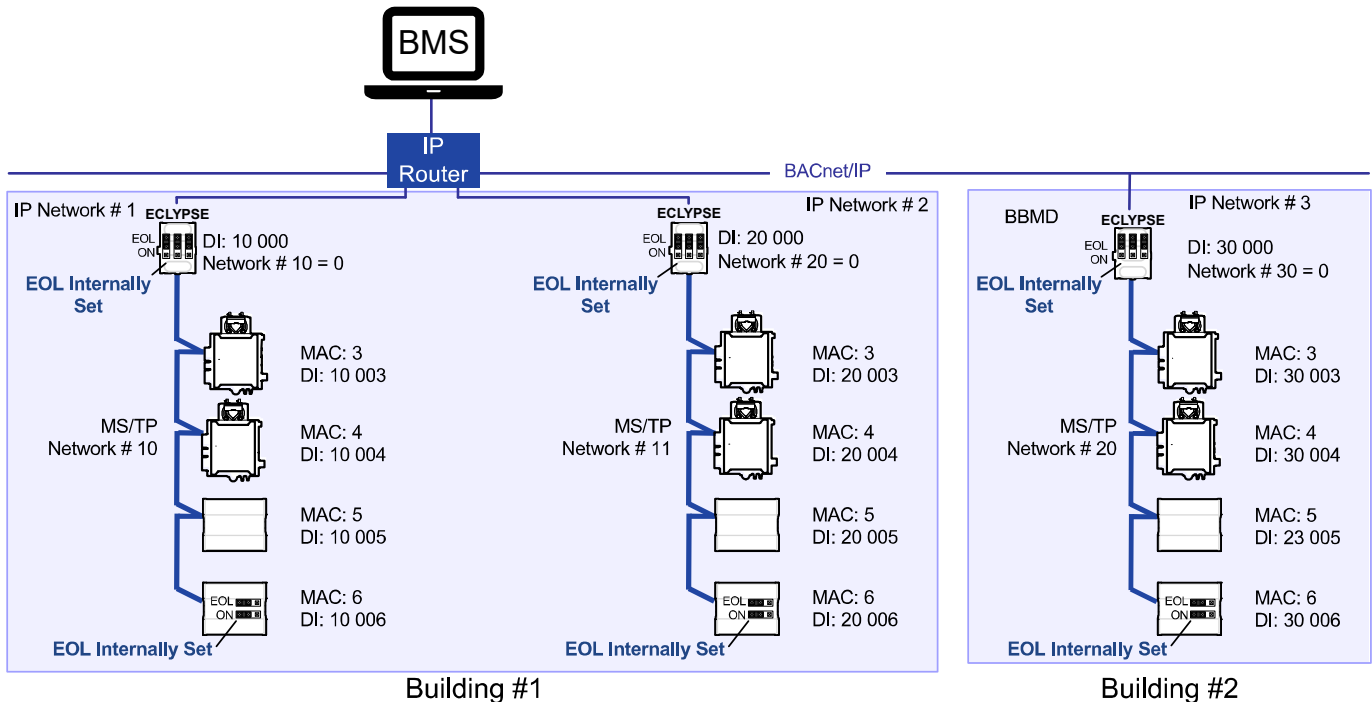 BMS
IP
Router
BACnet/IP
IP Network # 1
ECLYPSE
EOL
ON
DI: 10 000
Network # 10 = 0
EOL Internally
Set
MAC: 3
DI: 10 003
MS/TP
Network # 10
MAC: 4
DI: 10 004
MAC: 5
DI: 10 005
EOL
ON
MAC: 6
DI: 10 006
EOL Internally Set
IP Network # 2
ECLYPSE
EOL
ON
DI: 20 000
Network # 20 = 0
EOL Internally
Set
MAC: 3
DI: 20 003
MS/TP
Network # 11
MAC: 4
DI: 20 004
MAC: 5
DI: 20 005
EOL
ON
MAC: 6
DI: 20 006
EOL Internally Set
Building #1
BBMD
IP Network # 3
ECLYPSE
EOL
ON
DI: 30 000
Network # 30 = 0
EOL Internally
Set
MAC: 3
DI: 30 003
MS/TP
Network # 20
MAC: 4
DI: 30 004
MAC: 5
DI: 23 005
EOL
ON
MAC: 6
DI: 30 006
EOL Internally Set
Building #2